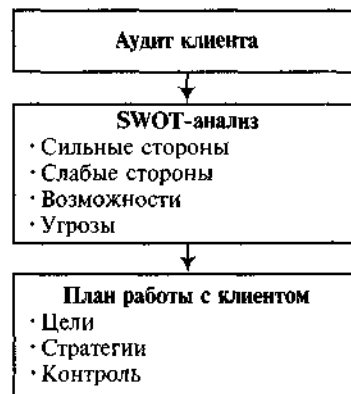 Аудит клиента
SWOT-анализ
· Сильные стороны
· Слабые стороны
· Возможности
· Угрозы
План работы с клиентом
· Цели
· Стратегии
· Контроль